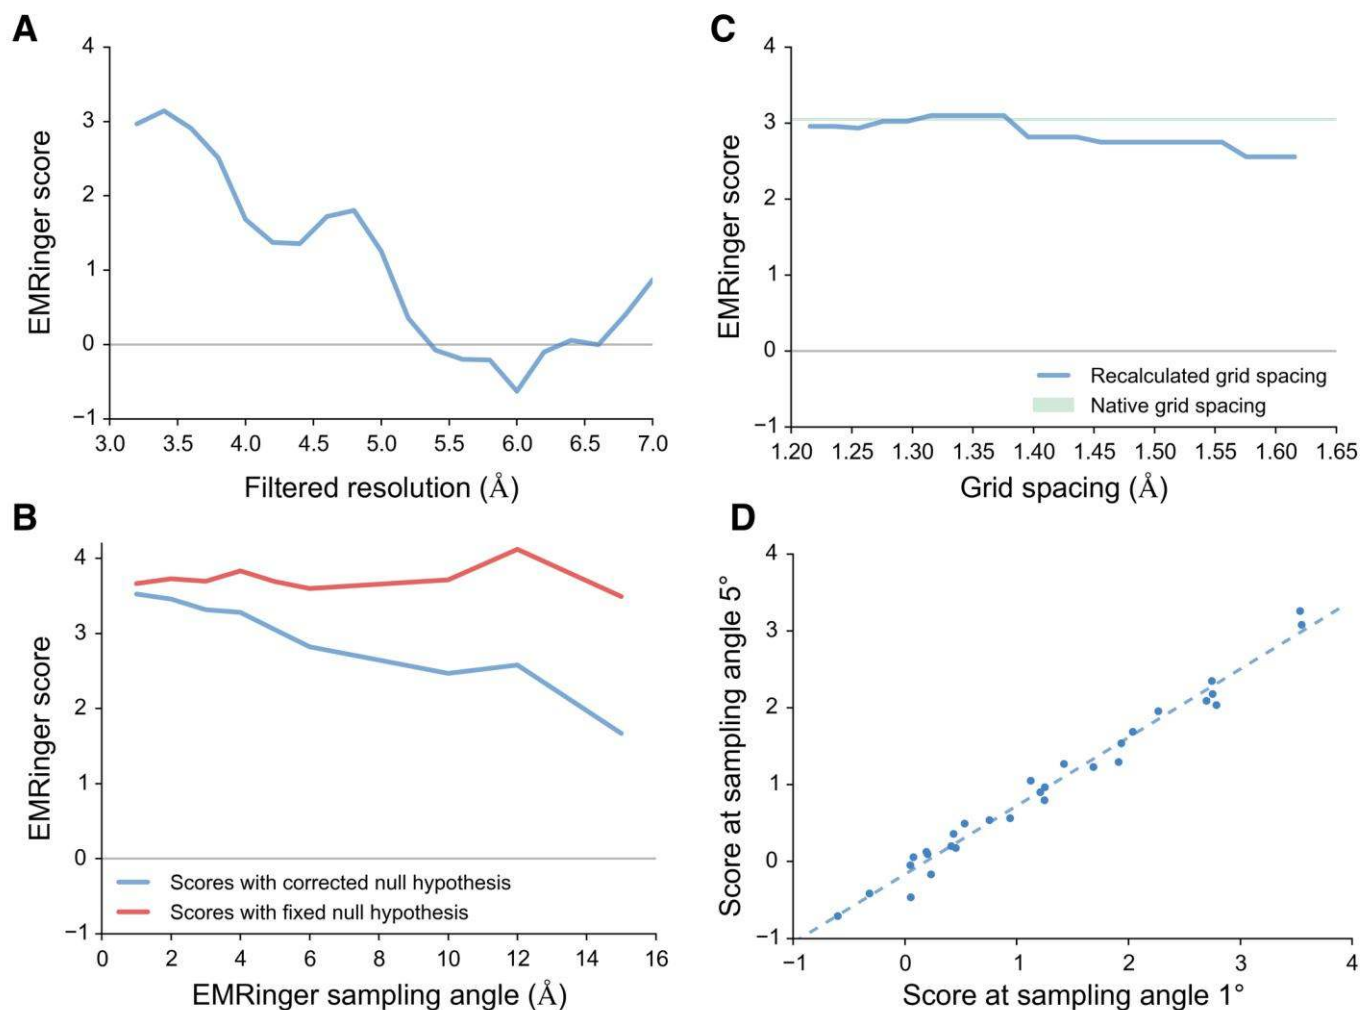 A
4
3
2
1
0
−1
3.0 3.5 4.0 4.5 5.0 5.5 6.0 6.5 7.0
EMRinger score
Filtered resolution (Å)
C
4
3
2
1
0
−1
1.20 1.25 1.30 1.35 1.40 1.45 1.50 1.55 1.60 1.65
EMRinger score
Grid spacing (Å)
Recalculated grid spacing
Native grid spacing
B
4
3
2
1
0
−1
0 2 4 6 8 10 12 14 16
EMRinger score
EMRinger sampling angle (Å)
Scores with corrected null hypothesis
Scores with fixed null hypothesis
D
4
3
2
1
0
−1
−1 0 1 2 3 4
Score at sampling angle 5°
Score at sampling angle 1°